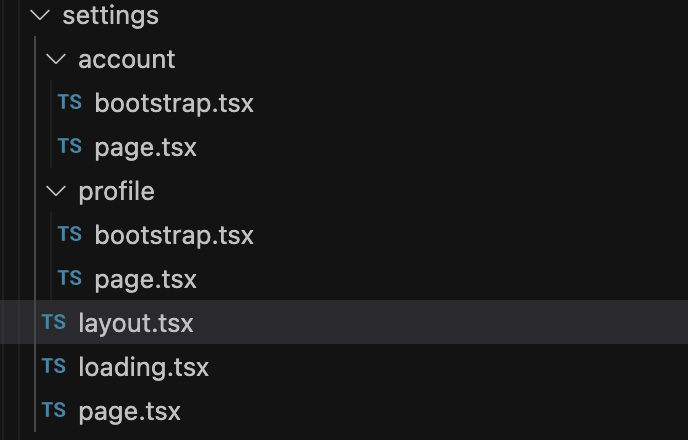 settings
account
TS bootstrap.tsx
TS page.tsx
profile
TS bootstrap.tsx
TS page.tsx
TS layout.tsx
TS loading.tsx
TS page.tsx